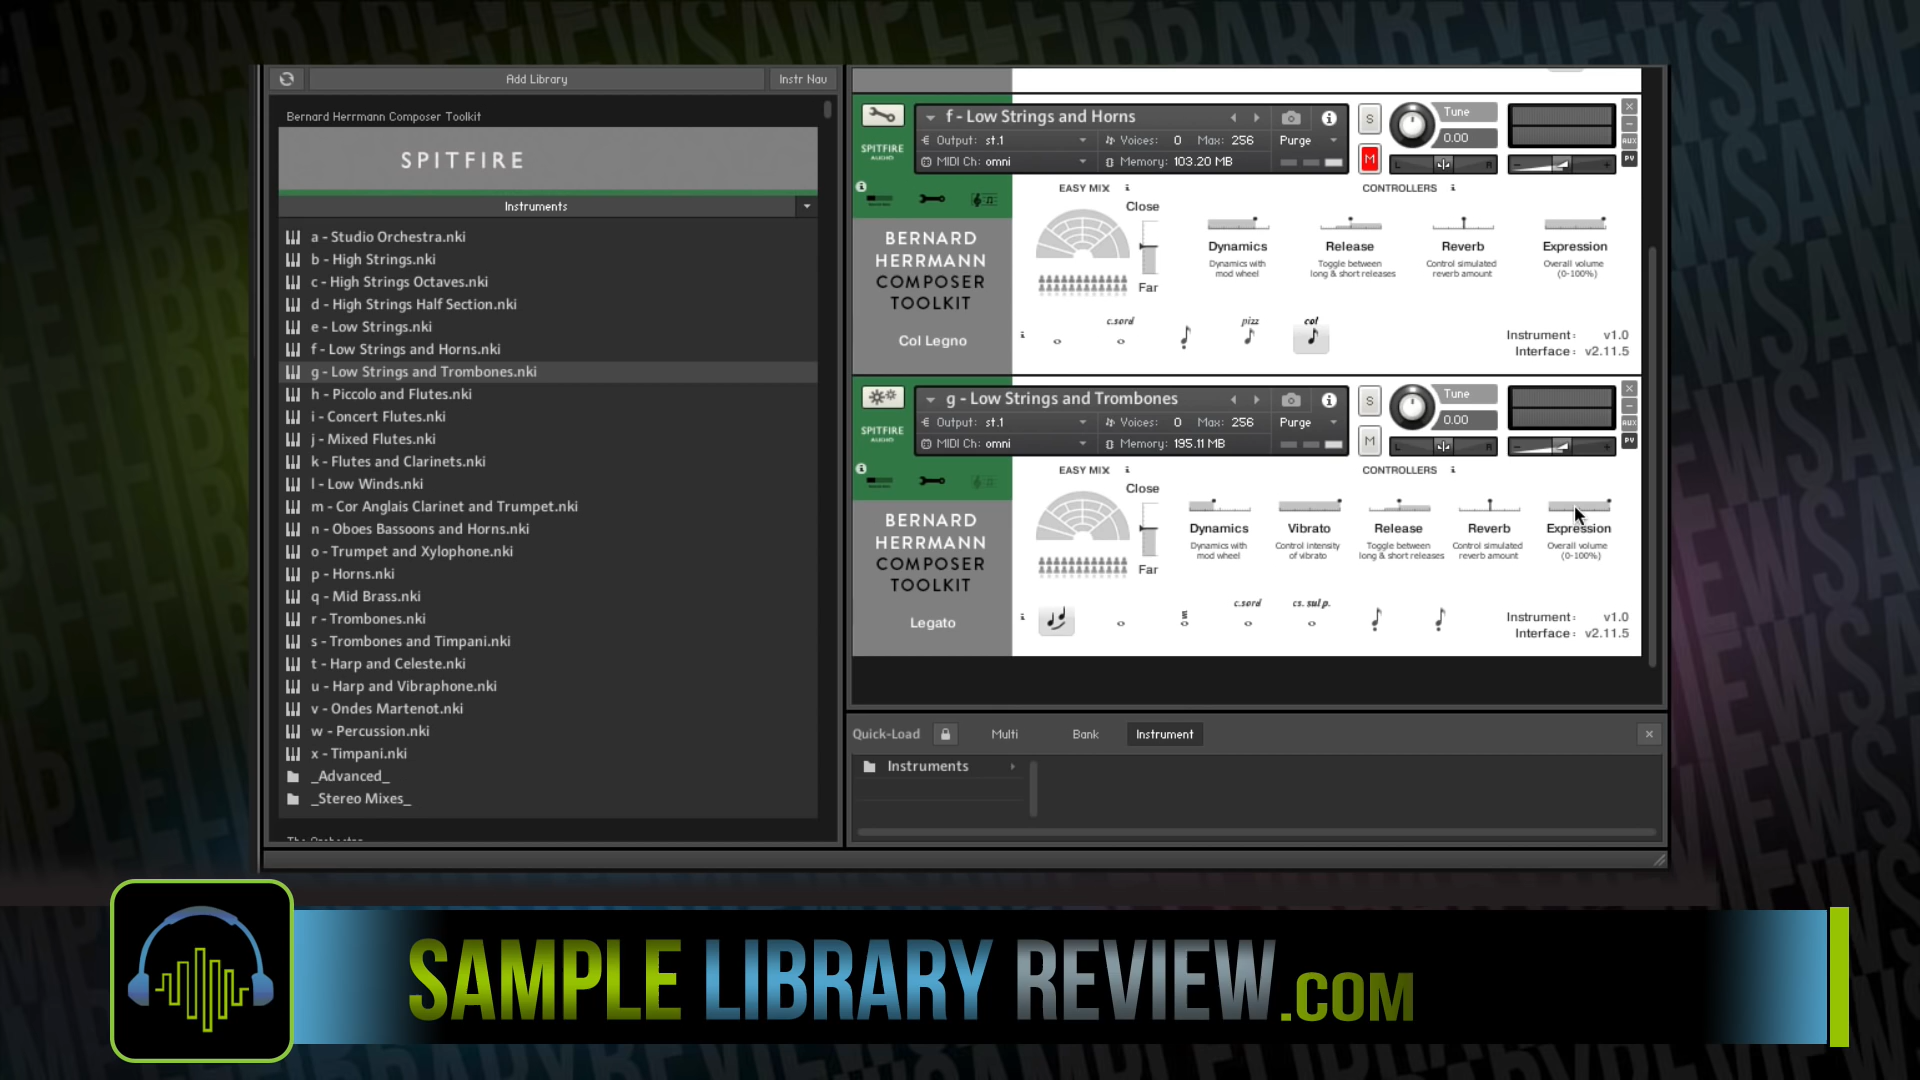 Add Library
Instr Nav
Bernard Herrmann Composer Toolkit
SPITFIRE
Instruments
a - Studio Orchestra.nki
b - High Strings.nki
c - High Strings Octaves.nki
d - High Strings Half Section.nki
e - Low Strings.nki
f - Low Strings and Horns.nki
g - Low Strings and Trombones.nki
h - Piccolo and Flutes.nki
i - Concert Flutes.nki
j - Mixed Flutes.nki
k - Flutes and Clarinets.nki
l - Low Winds.nki
m - Cor Anglais Clarinet and Trumpet.nki
n - Oboes Bassoons and Horns.nki
o - Trumpet and Xylophone.nki
p - Horns.nki
q - Mid Brass.nki
r - Trombones.nki
s - Trombones and Timpani.nki
t - Harp and Celeste.nki
u - Harp and Vibraphone.nki
v - Ondes Martenot.nki
w - Percussion.nki
x - Timpani.nki
_Advanced_
_Stereo Mixes_
f - Low Strings and Horns
SPITFIRE
AUDIO
Output: st.1 Voices: 0 Max: 256 Purge
MIDI Ch: omni Memory: 103.20 MB
S
M
Tune
0.00
L R
- +
AUX
PV
EASY MIX i
CONTROLLERS i
Close
Far
BERNARD
HERRMANN
COMPOSER
TOOLKIT
Col Legno
Dynamics Release Reverb Expression
Dynamics with Toggle between Control simulated Overall volume
mod wheel long & short releases reverb amount (0-100%)
i c.sord pizz col
Instrument: v1.0
Interface: v2.11.5
g - Low Strings and Trombones
SPITFIRE
AUDIO
Output: st.1 Voices: 0 Max: 256 Purge
MIDI Ch: omni Memory: 195.11 MB
S
M
Tune
0.00
L R
- +
AUX
PV
EASY MIX i
CONTROLLERS i
Close
Far
BERNARD
HERRMANN
COMPOSER
TOOLKIT
Legato
Dynamics Vibrato Release Reverb Expression
Dynamics with Control intensity Toggle between Control simulated Overall volume
mod wheel of vibrato long & short releases reverb amount (0-100%)
i c.sord cs. sul p.
Instrument: v1.0
Interface: v2.11.5
Quick-Load Multi Bank Instrument
Instruments
SAMPLE LIBRARY REVIEW.COM